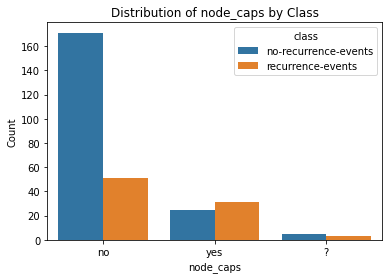 Distribution of node_caps by Class
class
no-recurrence-events
recurrence-events
160
140
120
100
80
60
40
20
0
Count
no
yes
?
node_caps